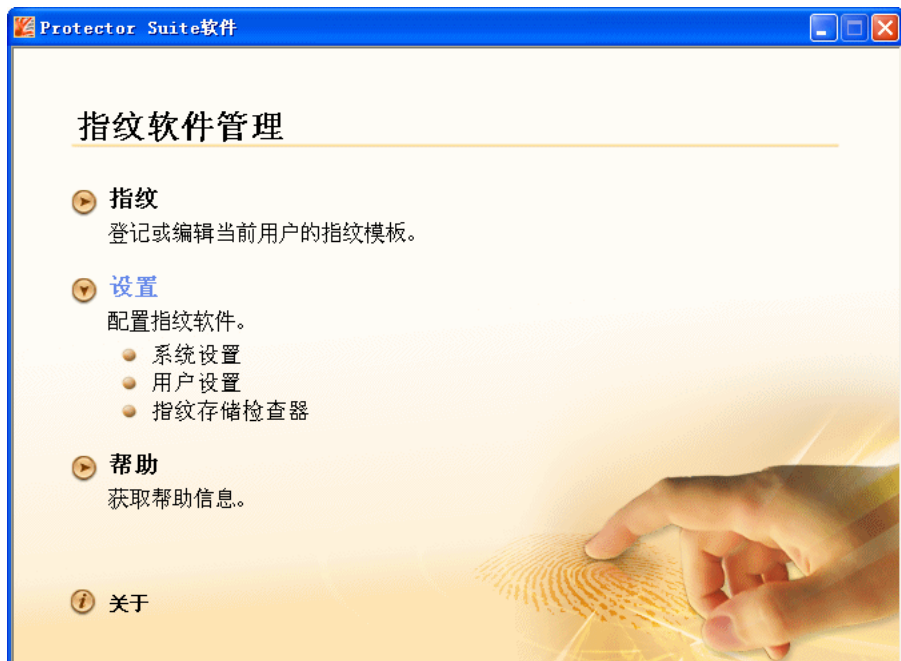 Protector Suite软件
指纹软件管理
指纹
登记或编辑当前用户的指纹模板。
设置
配置指纹软件。
系统设置
用户设置
指纹存储检查器
帮助
获取帮助信息。
关于